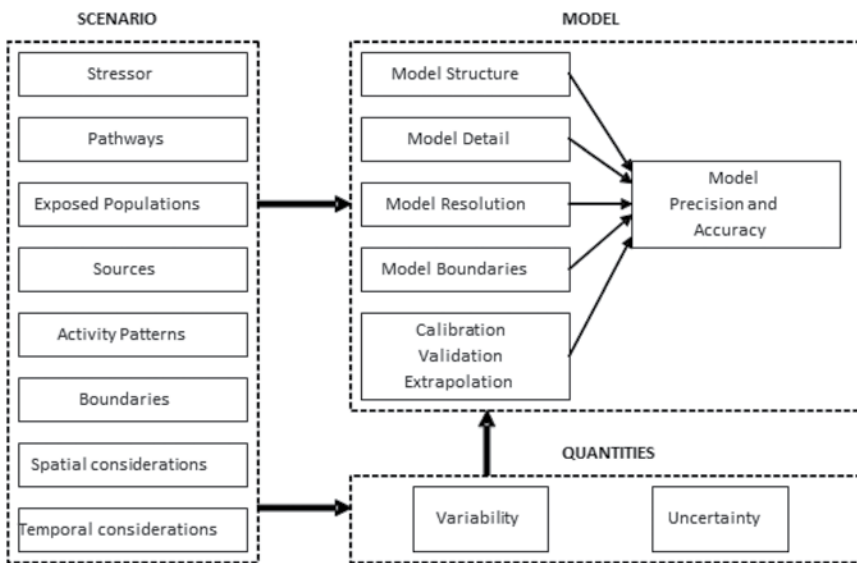 SCENARIO
Stressor
Pathways
Exposed Populations
Sources
Activity Patterns
Boundaries
Spatial considerations
Temporal considerations
MODEL
Model Structure
Model Detail
Model Resolution
Model Boundaries
Calibration
Validation
Extrapolation
Model
Precision and
Accuracy
QUANTITIES
Variability
Uncertainty